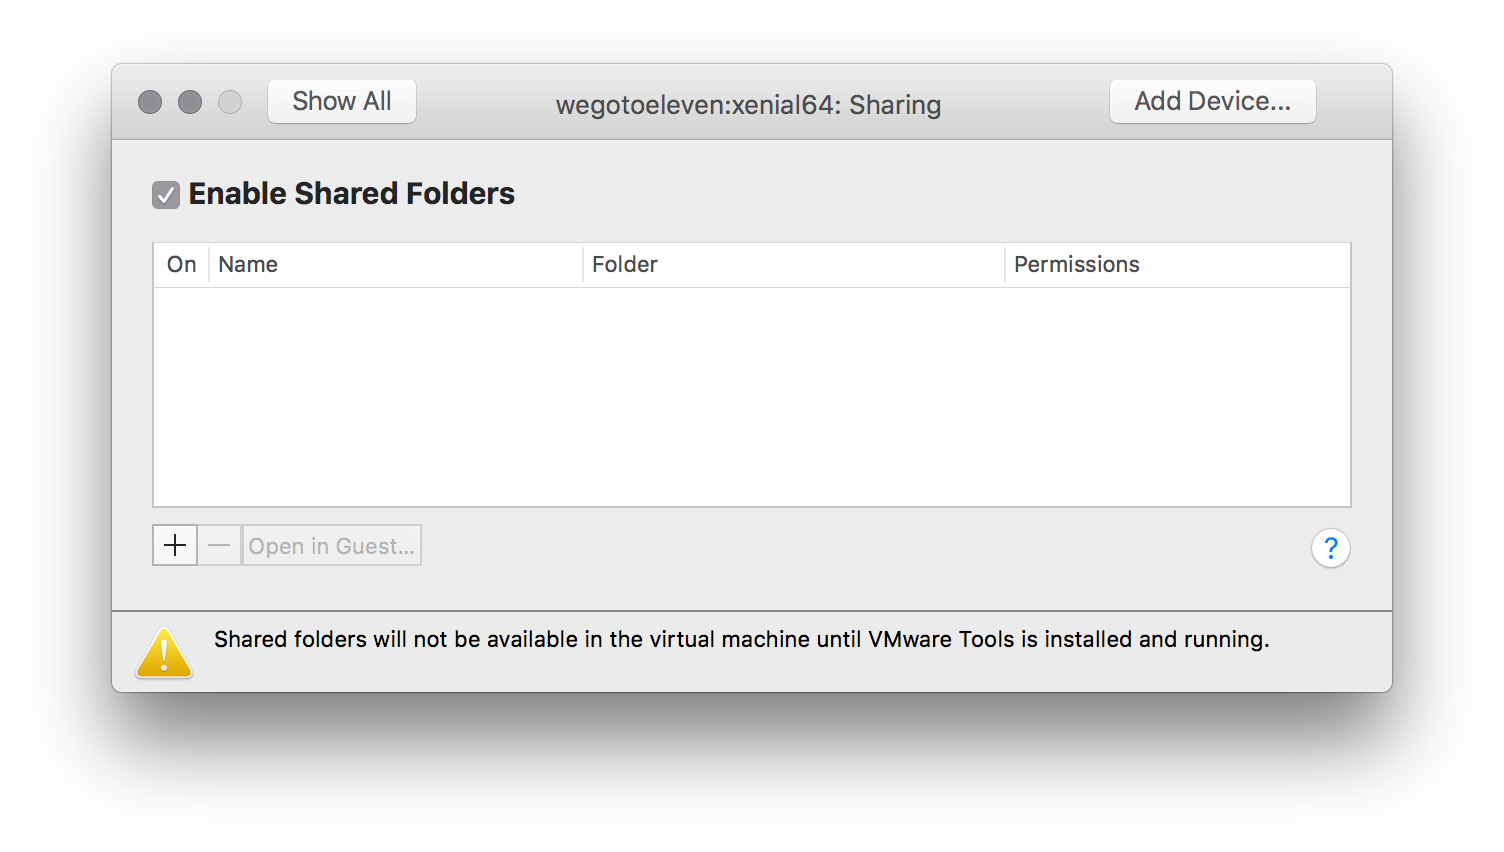 Show All
wegotoeleven:xenial64: Sharing
Add Device...
Enable Shared Folders
On Name Folder Permissions
+ − Open in Guest... ?
Shared folders will not be available in the virtual machine until VMware Tools is installed and running.